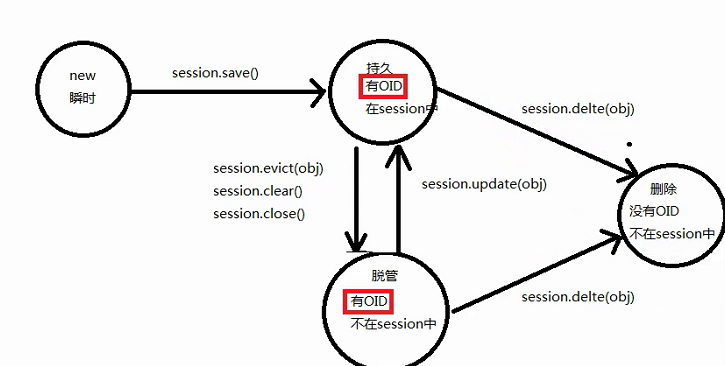 new
瞬时
session.save()
持久
有OID
在session中
session.delte(obj)
session.evict(obj)
session.clear()
session.close()
session.update(obj)
删除
没有OID
不在session中
脱管
有OID
不在session中
session.delte(obj)